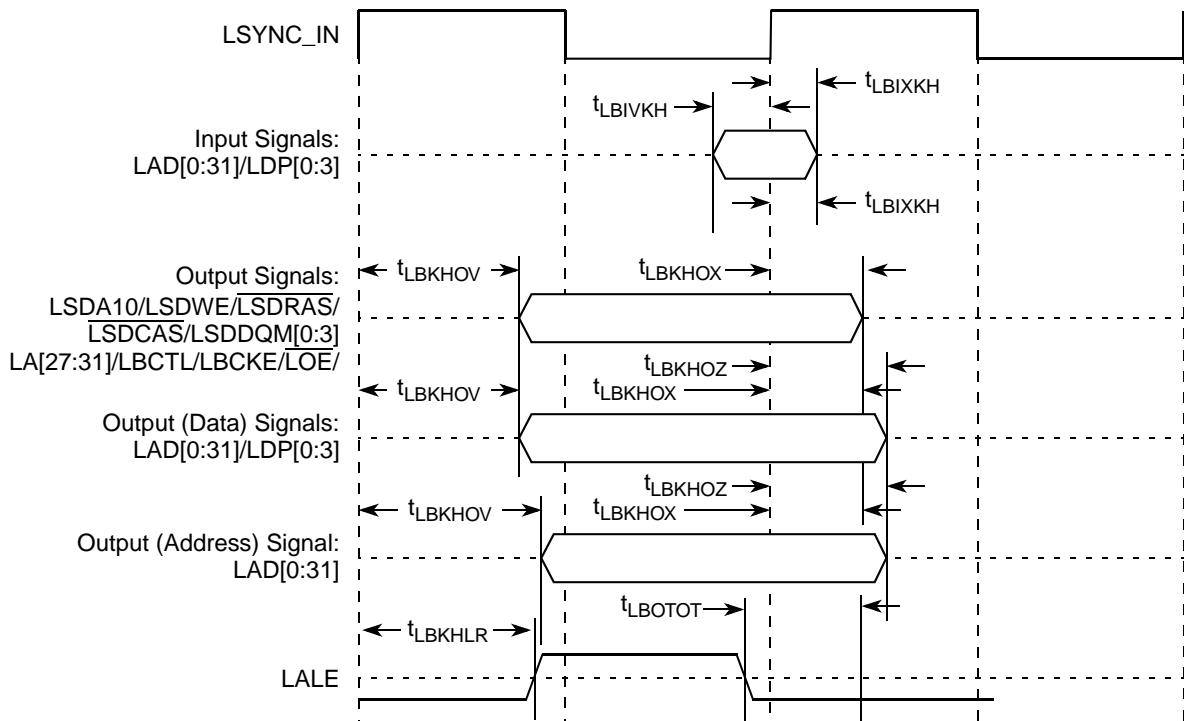 LSYNC_IN
tLBIXKH
tLBIVKH
Input Signals:
LAD[0:31]/LDP[0:3]
tLBIXKH
Output Signals:
LSDA10/LSDWE/LSDRAS/
LSDCAS/LSDDQM[0:3]
LA[27:31]/LBCTL/LBCKE/LOE/
tLBKHOV
tLBKHOX
tLBKHOZ
tLBKHOV
tLBKHOX
Output (Data) Signals:
LAD[0:31]/LDP[0:3]
tLBKHOZ
tLBKHOV
tLBKHOX
Output (Address) Signal:
LAD[0:31]
tLBOTOT
tLBKHLR
LALE